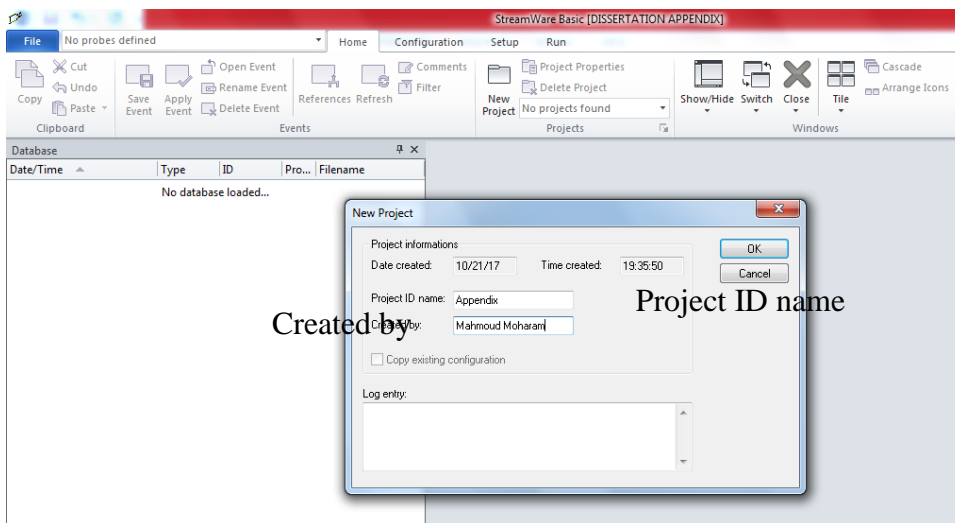 StreamWare Basic [DISSERTATION APPENDIX]
File No probes defined Home Configuration Setup Run
Copy Cut Undo Paste
Save Event Apply Event Open Event Rename Event Delete Event
References Refresh Comments Filter
New Project Project Properties Delete Project No projects found
Show/Hide Switch Close Tile Cascade Arrange Icons
Clipboard Events Projects Windows
Database
Date/Time Type ID Pro... Filename
No database loaded...
New Project
Project informations
Date created: 10/21/17 Time created: 19:35:50
OK
Cancel
Project ID name: Appendix
Project ID name
Created by: Mahmoud Moharam
Created by
Copy existing configuration
Log entry: